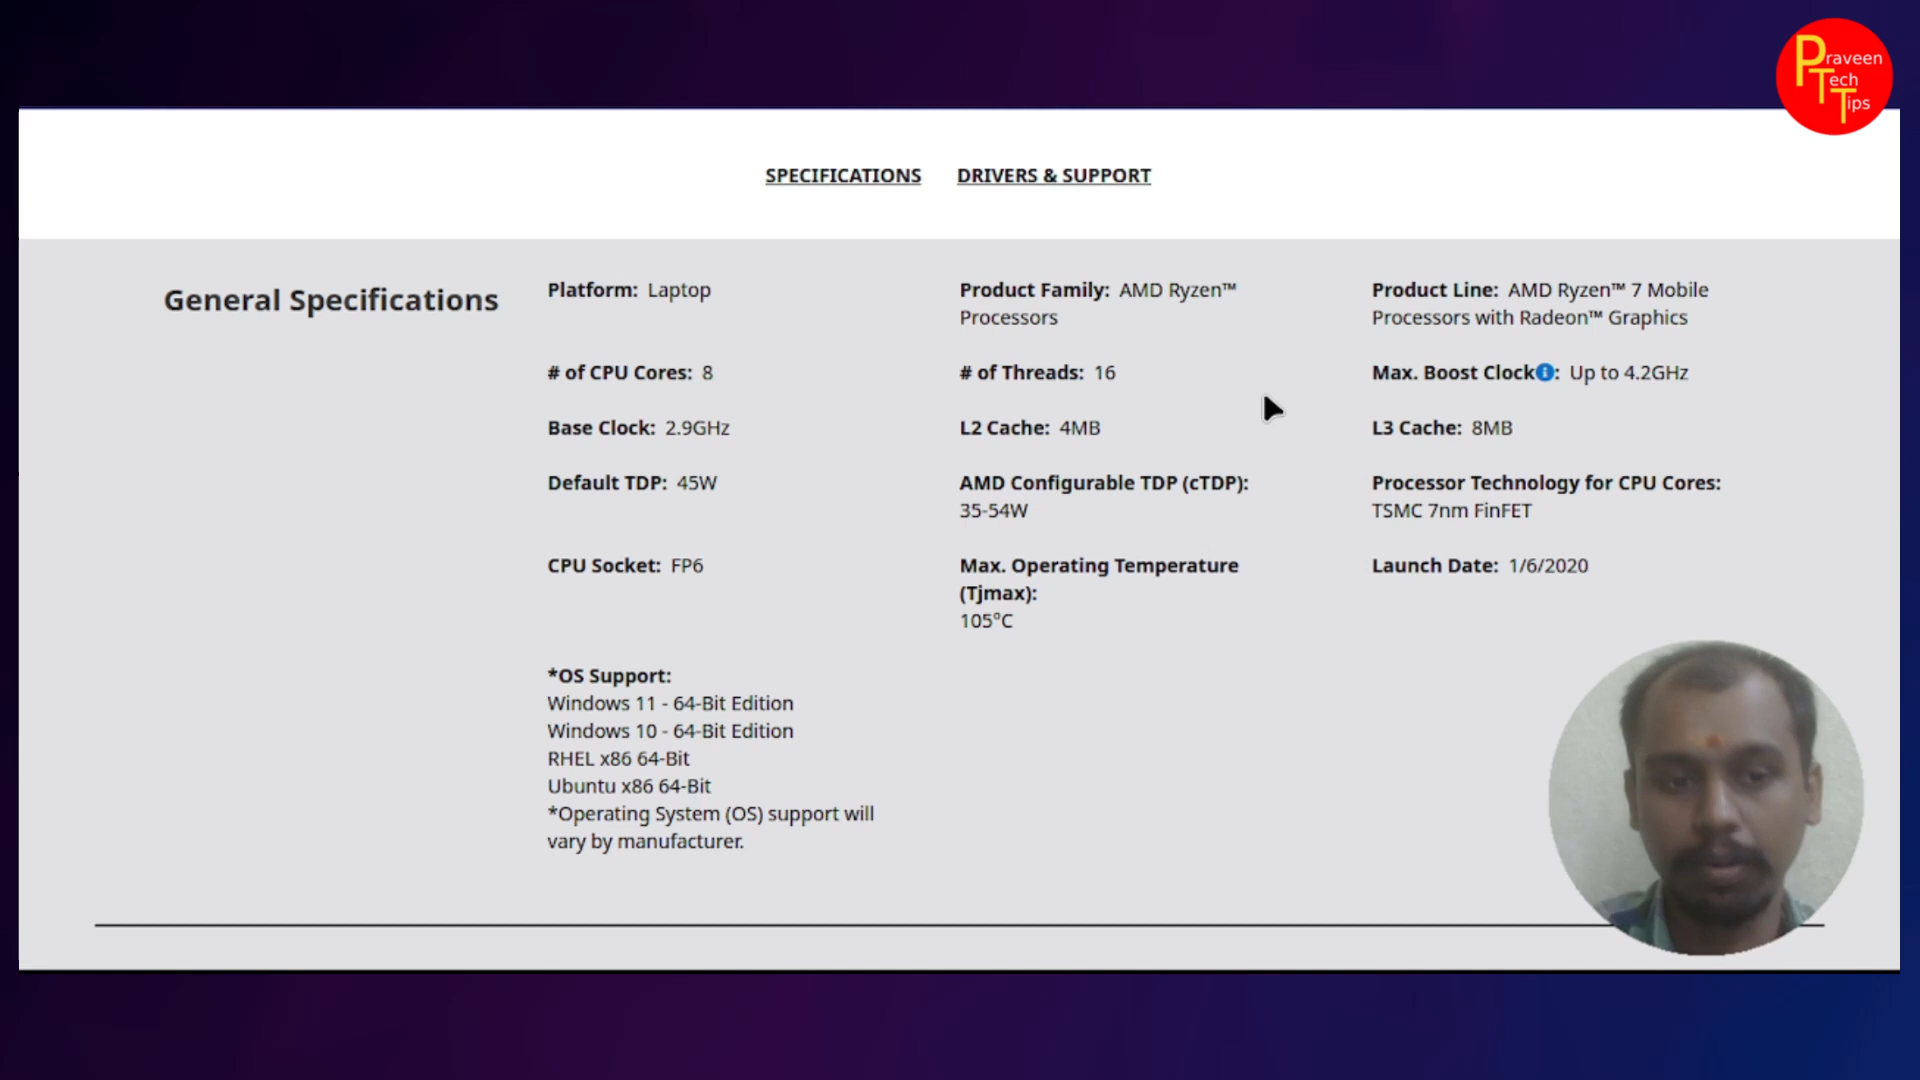 Praveen
Tech
Tips
SPECIFICATIONS DRIVERS & SUPPORT
General Specifications
Platform: Laptop
Product Family: AMD Ryzen™
Processors
Product Line: AMD Ryzen™ 7 Mobile
Processors with Radeon™ Graphics
# of CPU Cores: 8
# of Threads: 16
Max. Boost Clock: Up to 4.2GHz
Base Clock: 2.9GHz
L2 Cache: 4MB
L3 Cache: 8MB
Default TDP: 45W
AMD Configurable TDP (cTDP):
35-54W
Processor Technology for CPU Cores:
TSMC 7nm FinFET
CPU Socket: FP6
Max. Operating Temperature
(Tjmax):
105°C
Launch Date: 1/6/2020
*OS Support:
Windows 11 - 64-Bit Edition
Windows 10 - 64-Bit Edition
RHEL x86 64-Bit
Ubuntu x86 64-Bit
*Operating System (OS) support will
vary by manufacturer.